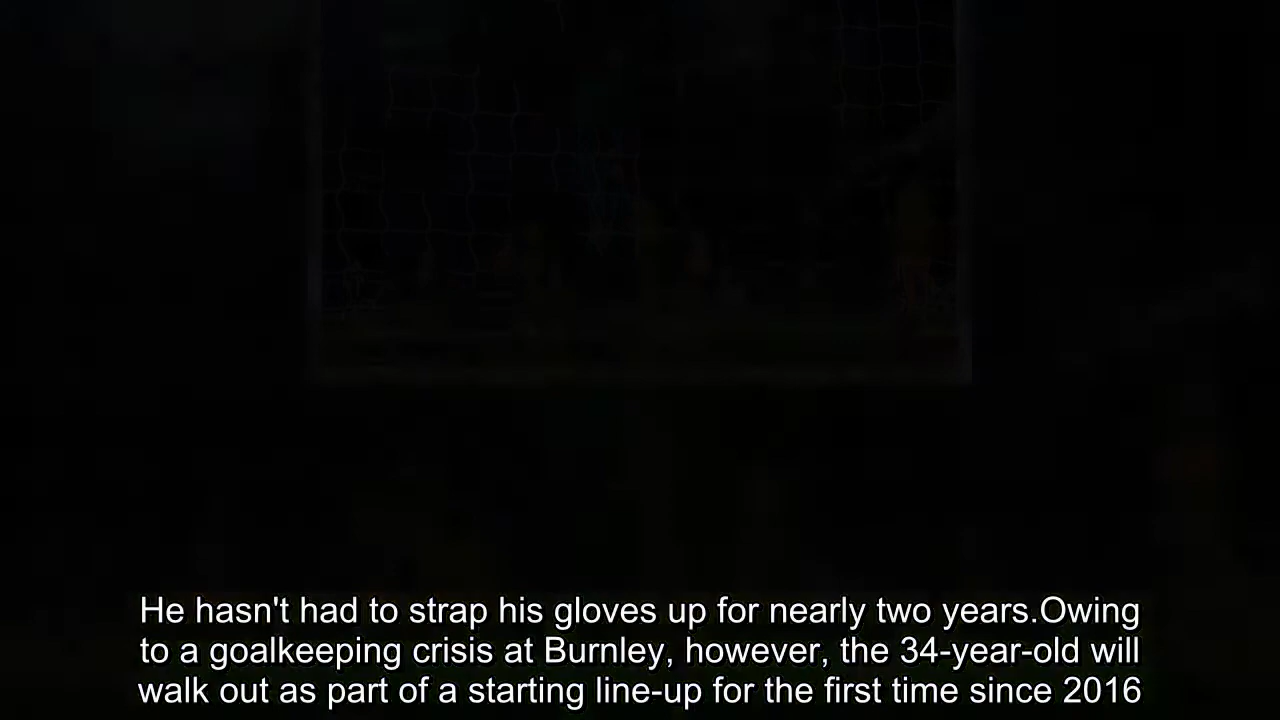 He hasn't had to strap his gloves up for nearly two years.Owing
to a goalkeeping crisis at Burnley, however, the 34-year-old will
walk out as part of a starting line-up for the first time since 2016